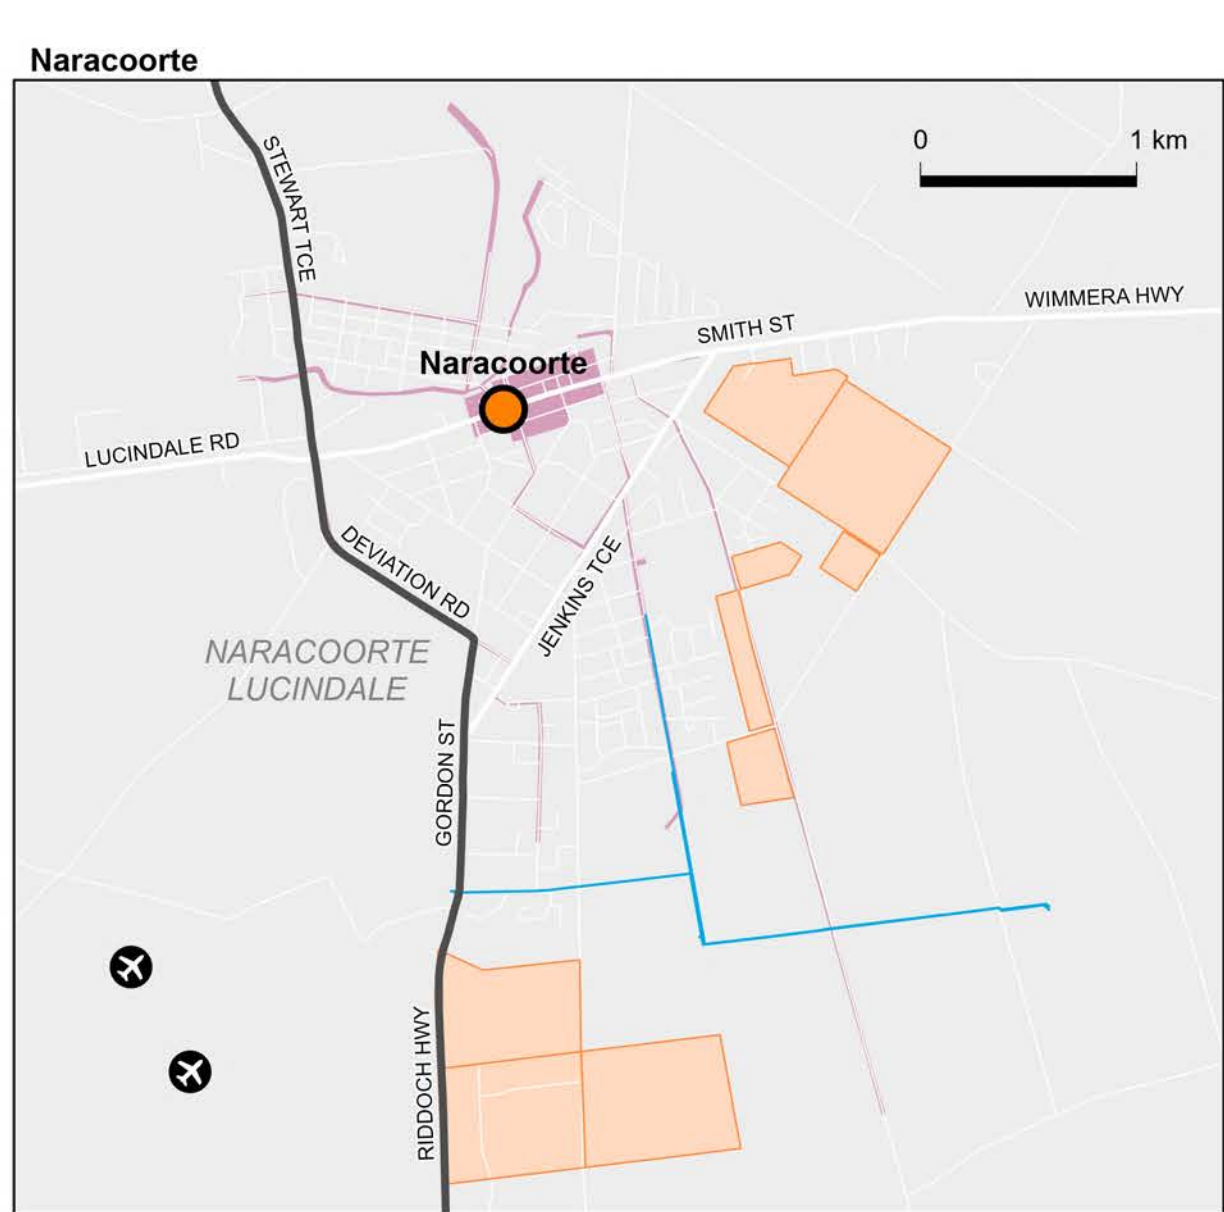 Naracoorte
0 1 km
STEWART TCE
WIMMERA HWY
SMITH ST
Naracoorte
LUCINDALE RD
DEVIATION RD
JENKINS TCE
NARACOORTE
LUCINDALE
GORDON ST
RIDDOCH HWY